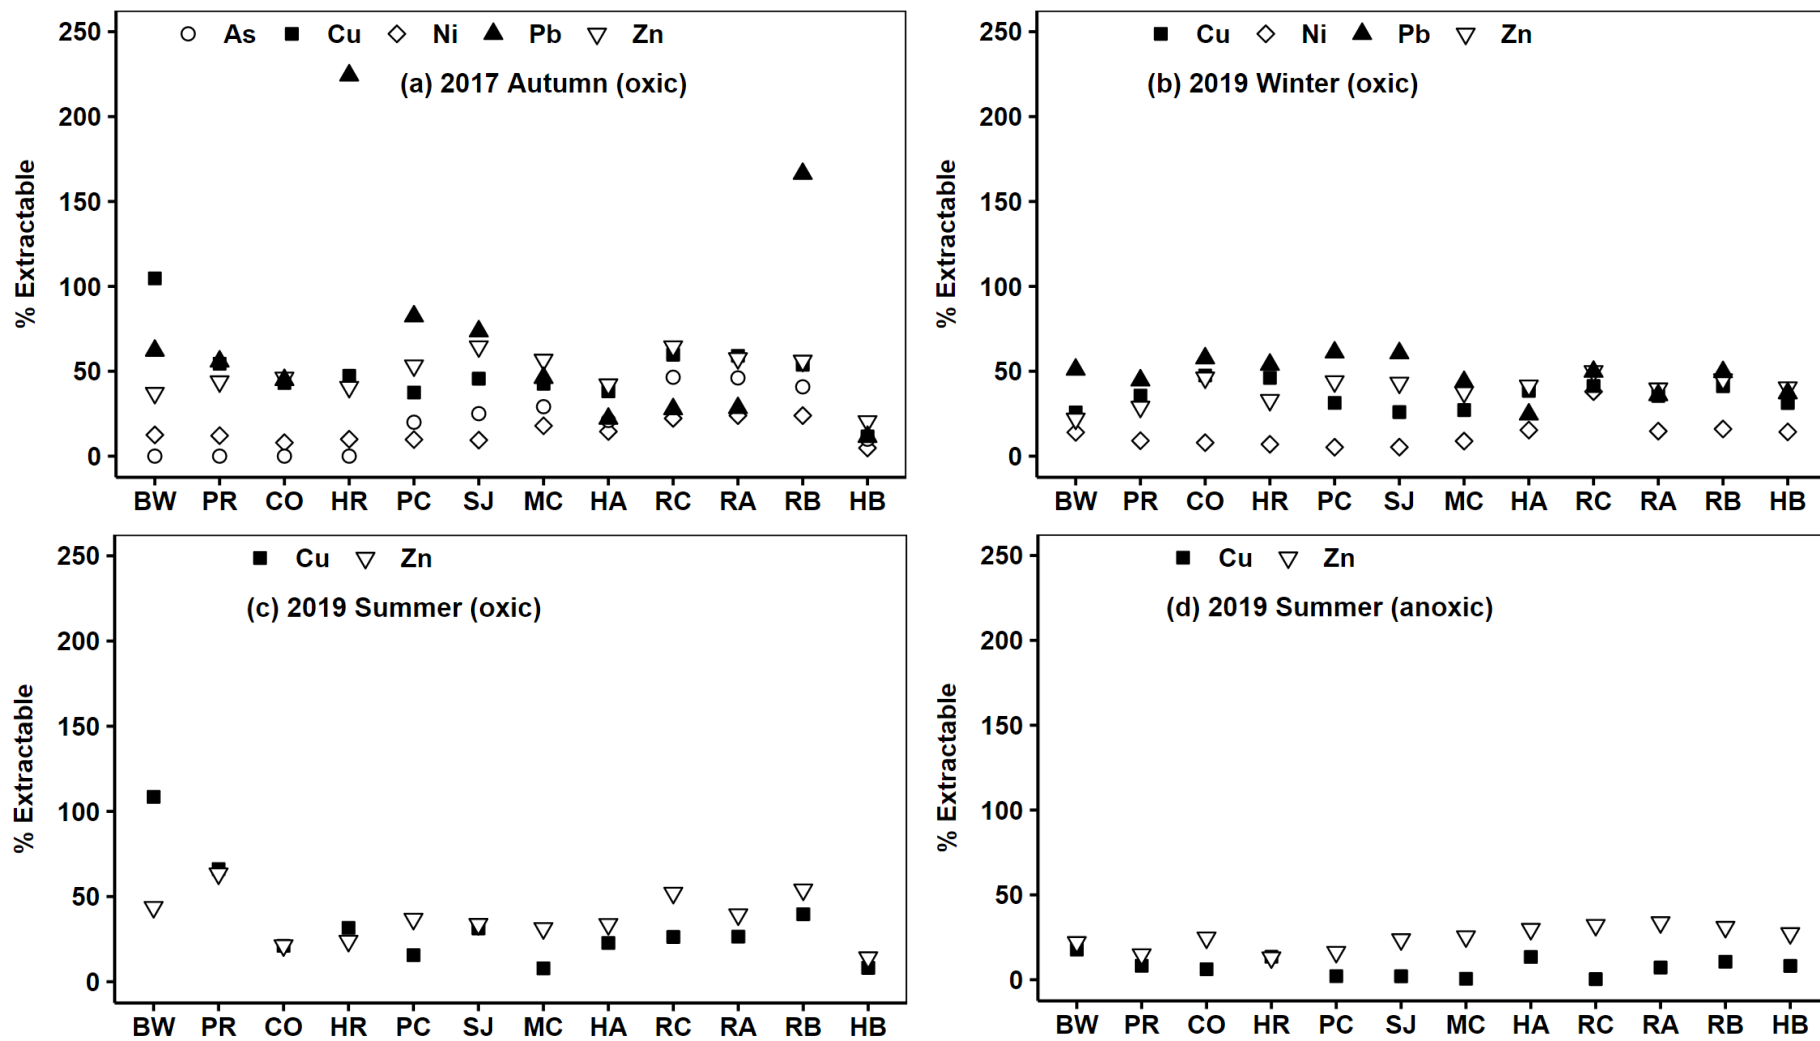 250
200
150
100
50
0
% Extractable
As Cu Ni Pb Zn
(a) 2017 Autumn (oxic)
BW PR CO HR PC SJ MC HA RC RA RB HB
250
200
150
100
50
0
% Extractable
Cu Ni Pb Zn
(b) 2019 Winter (oxic)
BW PR CO HR PC SJ MC HA RC RA RB HB
250
200
150
100
50
0
% Extractable
Cu Zn
(c) 2019 Summer (oxic)
BW PR CO HR PC SJ MC HA RC RA RB HB
250
200
150
100
50
0
% Extractable
Cu Zn
(d) 2019 Summer (anoxic)
BW PR CO HR PC SJ MC HA RC RA RB HB